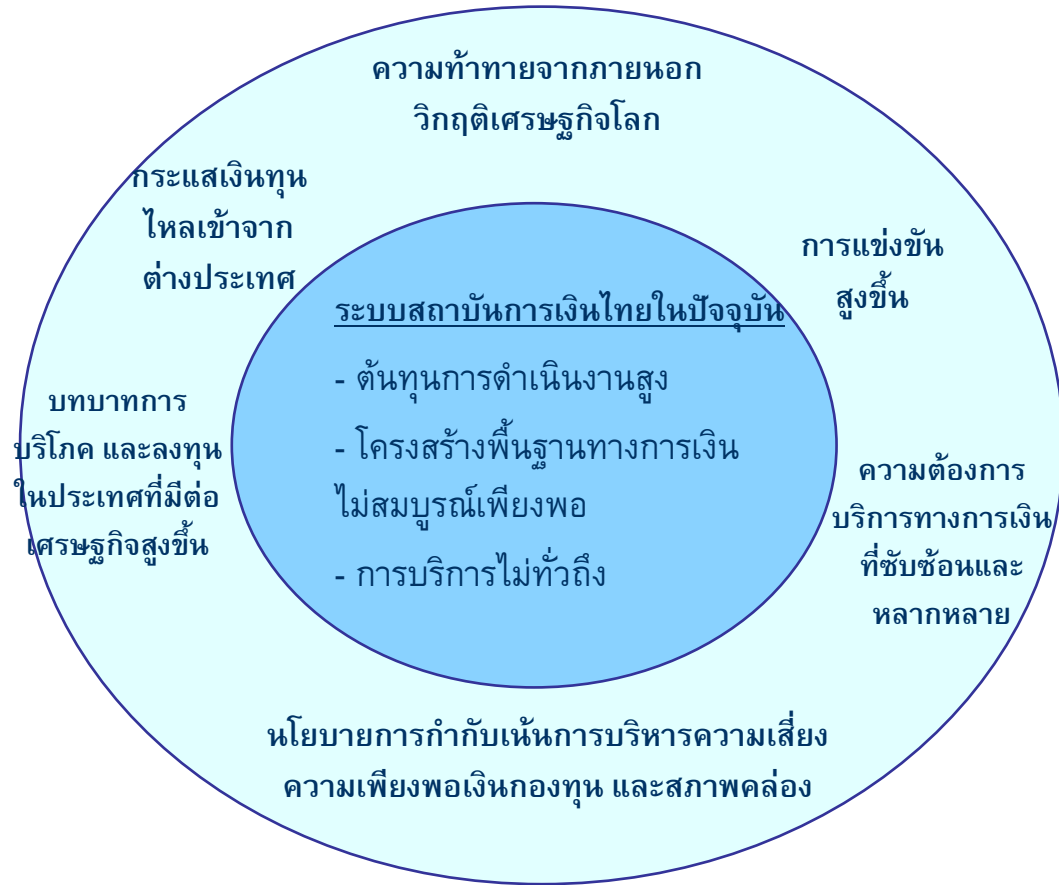 ความท้าทายจากภายนอก
วิกฤติเศรษฐกิจโลก
กระแสเงินทุน
ไหลเข้าจาก
ต่างประเทศ
การแข่งขัน
สูงขึ้น
ระบบสถาบันการเงินไทยในปัจจุบัน
- ต้นทุนการดำเนินงานสูง
- โครงสร้างพื้นฐานทางการเงิน
ไม่สมบูรณ์เพียงพอ
- การบริการไม่ทั่วถึง
บทบาทการ
บริโภค และลงทุน
ในประเทศที่มีต่อ
เศรษฐกิจสูงขึ้น
ความต้องการ
บริการทางการเงิน
ที่ซับซ้อนและ
หลากหลาย
นโยบายการกำกับเน้นการบริหารความเสี่ยง
ความเพียงพอเงินกองทุน และสภาพคล่อง